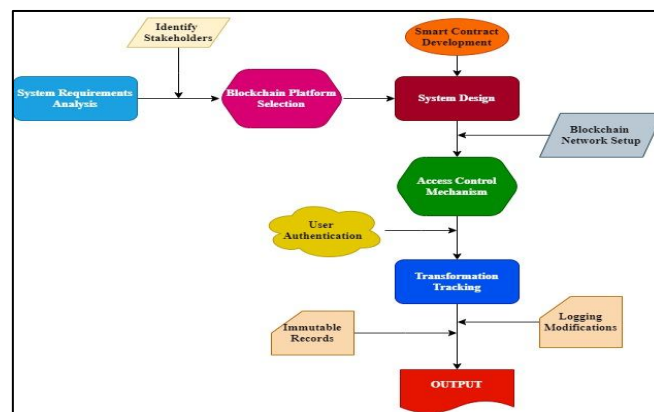 Identify
Stakeholders
Smart Contract
Development
System Requirements
Analysis
Blockchain Platform
Selection
System Design
Blockchain
Network Setup
Access Control
Mechanism
User
Authentication
Transformation
Tracking
Immutable
Records
Logging
Modifications
OUTPUT